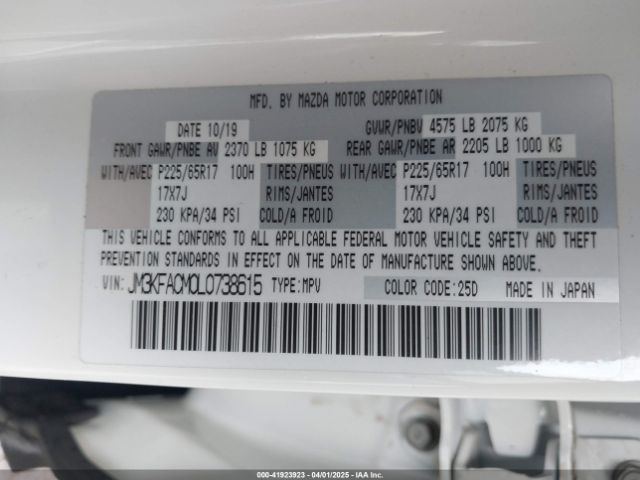 MFD. BY MAZDA MOTOR CORPORATION
DATE 10/19 GVWR/PNBV 4575 LB 2075 KG
FRONT GAWR/PNBE AV 2370 LB 1075 KG REAR GAWR/PNBE AR 2205 LB 1000 KG
WITH/AVEC P225/65R17 100H TIRES/PNEUS WITH/AVEC P225/65R17 100H TIRES/PNEUS
17X7J RIMS/JANTES 17X7J RIMS/JANTES
230 KPA/34 PSI COLD/A FROID 230 KPA/34 PSI COLD/A FROID
THIS VEHICLE CONFORMS TO ALL APPLICABLE FEDERAL MOTOR VEHICLE SAFETY AND THEFT
PREVENTION STANDARDS IN EFFECT ON THE DATE OF MANUFACTURE SHOWN ABOVE.
VIN: JM3KFACM0L0738615 TYPE:MPV COLOR CODE:25D MADE IN JAPAN
000-41923923 - 04/01/2025 - IAA, Inc.